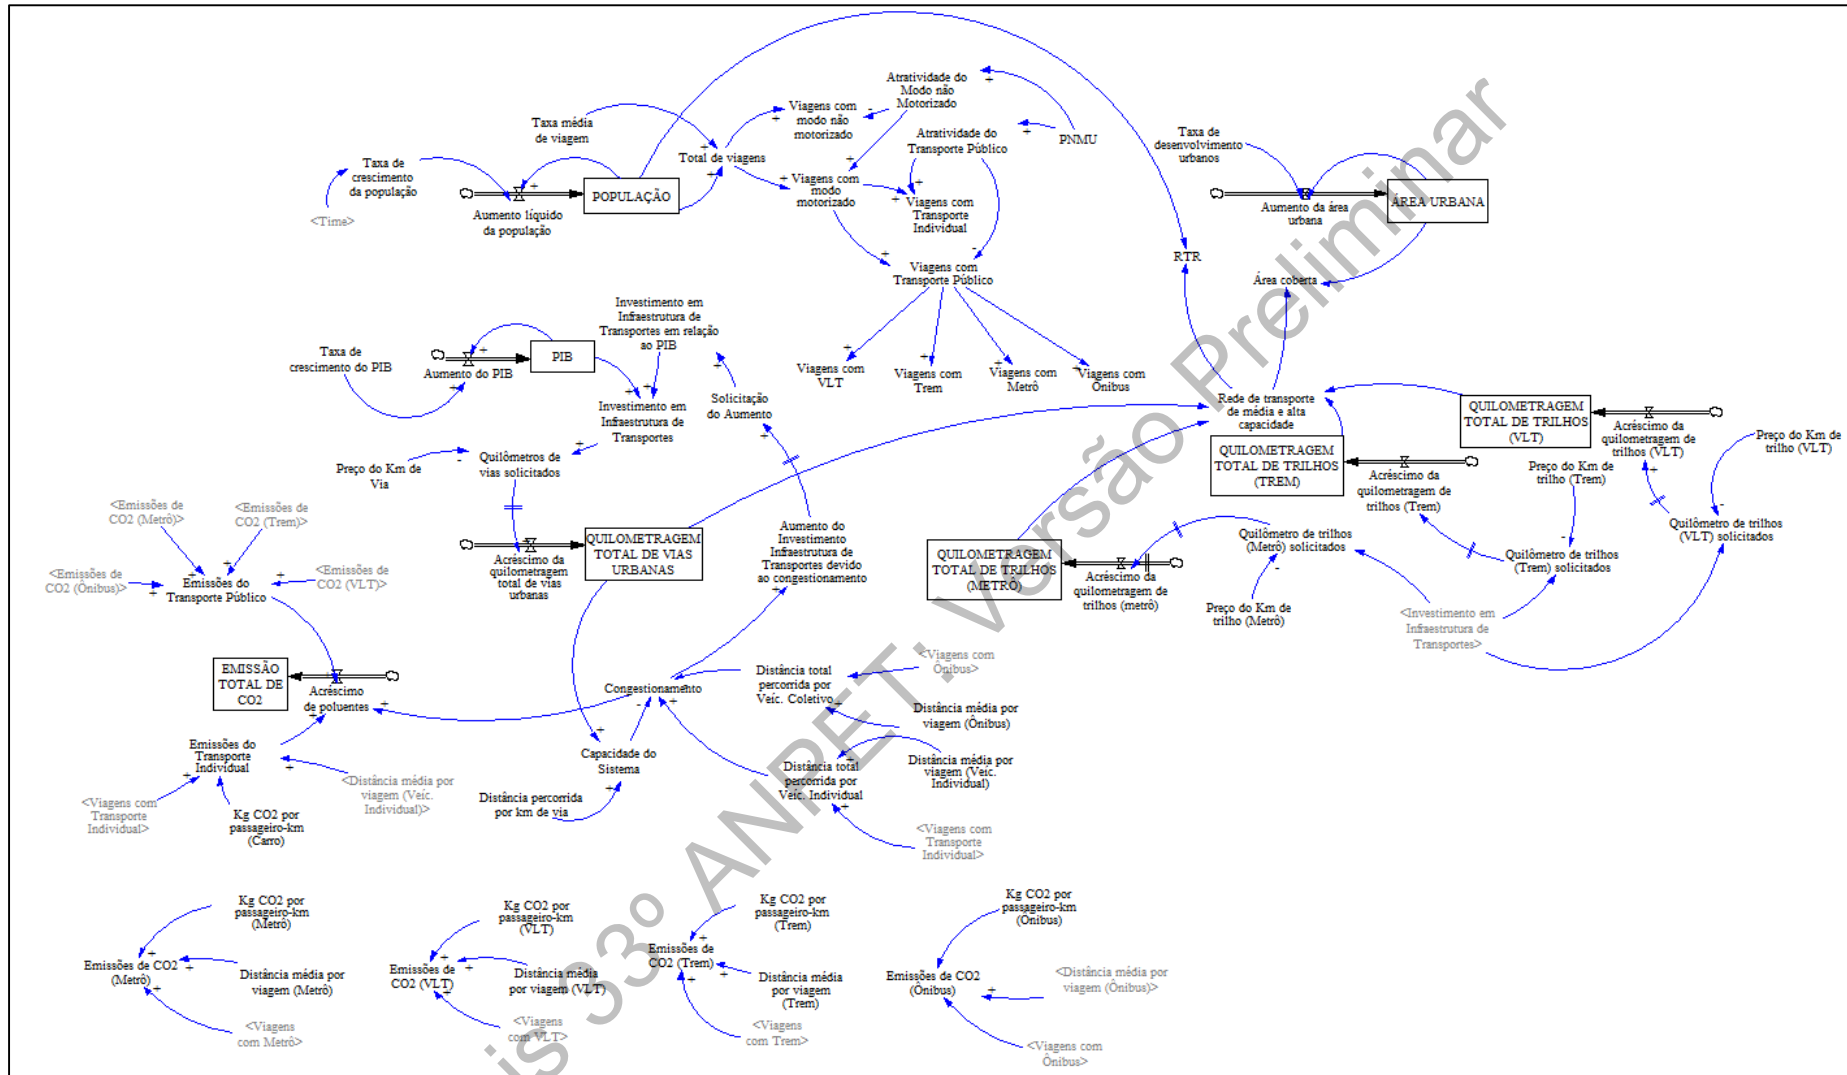 Atratividade do
Modo não
Motorizado
Viagens com
modo não
motorizado
Taxa média
de viagem
Atratividade do
Transporte Público
PNMU
Taxa de
desenvolvimento
urbanos
Taxa de
crescimento
da população
Total de viagens
Viagens com
modo
motorizado
POPULAÇÃO
Viagens com
Transporte
Individual
<Time>
Aumento líquido
da população
Aumento da área
urbana
ÁREA URBANA
RTR
Viagens com
Transporte Público
Área coberta
Investimento em
Infraestrutura de
Transportes em relação
ao PIB
Taxa de
crescimento do PIB
Aumento do PIB
PIB
Viagens com
VLT
Viagens com
Trem
Viagens com
Metrô
Viagens com
Ônibus
Solicitação
do Aumento
Investimento em
Infraestrutura de
Transportes
Rede de transporte
de média e alta
capacidade
QUILOMETRAGEM
TOTAL DE TRILHOS
(VLT)
Acréscimo da
quilometragem de
trilhos (VLT)
Preço do Km de
trilho (VLT)
QUILOMETRAGEM
TOTAL DE TRILHOS
(TREM)
Acréscimo da
quilometragem de
trilhos (Trem)
Preço do Km de
trilho (Trem)
Preço do Km de
Via
Quilômetros de
vias solicitados
<Emissões de
CO2 (Metrô)>
<Emissões de
CO2 (Trem)>
QUILOMETRAGEM
TOTAL DE VIAS
URBANAS
Acréscimo da
quilometragem
total de vias
urbanas
Aumento do
Investimento
Infraestrutura de
Transportes devido
ao congestionamento
QUILOMETRAGEM
TOTAL DE TRILHOS
(METRÔ)
Acréscimo da
quilometragem de
trilhos (metrô)
Quilômetro de trilhos
(Metrô) solicitados
Quilômetro de trilhos
(Trem) solicitados
Quilômetro de trilhos
(VLT) solicitados
<Emissões de
CO2 (Ônibus)>
Emissões do
Transporte Público
<Emissões de
CO2 (VLT)>
Preço do Km de
trilho (Metrô)
<Investimento em
Infraestrutura de
Transportes>
EMISSÃO
TOTAL DE
CO2
Acréscimo
de poluentes
Congestionamento
Distância total
percorrida por
Veíc. Coletivo
<Viagens com
Ônibus>
Distância média por
viagem (Ônibus)
Emissões do
Transporte
Individual
Capacidade do
Sistema
Distância total
percorrida por
Veíc. Individual
Distância média por
viagem (Veíc.
Individual)
<Distância média por
viagem (Veíc.
Individual)>
<Viagens com
Transporte
Individual>
Kg CO2 por
passageiro-km
(Carro)
Distância percorrida
por km de via
<Viagens com
Transporte
Individual>
Kg CO2 por
passageiro-km
(Metrô)
Emissões de CO2
(Metrô)
Distância média por
viagem (Metrô)
<Viagens
com Metrô>
Kg CO2 por
passageiro-km
(VLT)
Emissões de
CO2 (VLT)
Distância média
por viagem (VLT)
<Viagens
com VLT>
Kg CO2 por
passageiro-km
(Trem)
Emissões de
CO2 (Trem)
Distância média
por viagem
(Trem)
<Viagens
com Trem>
Kg CO2 por
passageiro-km
(Ônibus)
Emissões de CO2
(Ônibus)
<Distância média por
viagem (Ônibus)>
<Viagens com
Ônibus>
is 33º ANPET: Versão Preliminar